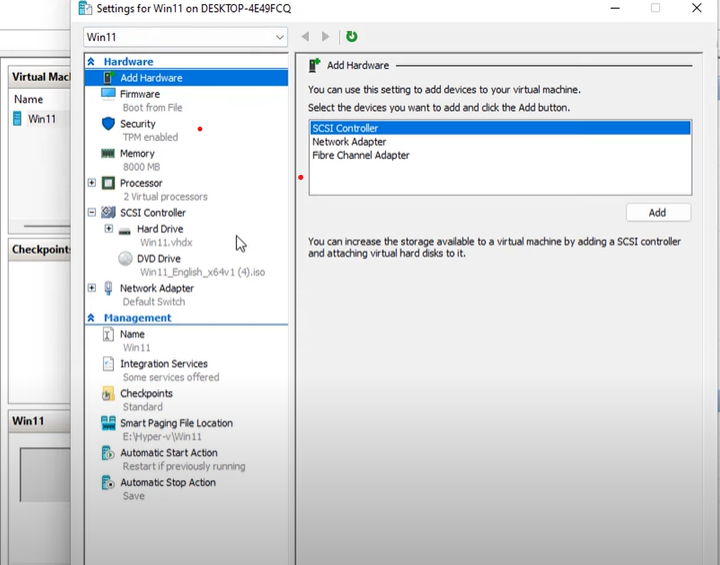 Settings for Win11 on DESKTOP-4E49FCQ
Win11
Hardware
Add Hardware
Firmware
Boot from File
Security
TPM enabled
Memory
8000 MB
Processor
2 Virtual processors
SCSI Controller
Hard Drive
Win11.vhdx
DVD Drive
Win11_English_x64v1 (4).iso
Network Adapter
Default Switch
Management
Name
Win11
Integration Services
Some services offered
Checkpoints
Standard
Smart Paging File Location
E:\Hyper-v\Win11
Automatic Start Action
Restart if previously running
Automatic Stop Action
Save
Add Hardware
You can use this setting to add devices to your virtual machine.
Select the devices you want to add and click the Add button.
SCSI Controller
Network Adapter
Fibre Channel Adapter
Add
You can increase the storage available to a virtual machine by adding a SCSI controller
and attaching virtual hard disks to it.
Virtual Mac
Name
Win11
Checkpoints
Win11